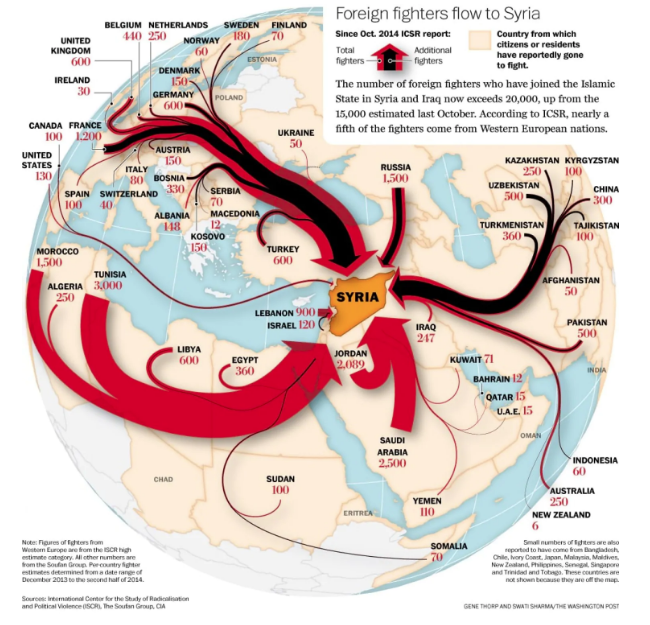 Foreign fighters flow to Syria
Since Oct. 2014 ICSR report:
Total
fighters
Additional
fighters
Country from which
citizens or residents
have reportedly gone
to fight.
The number of foreign fighters who have joined the Islamic
State in Syria and Iraq now exceeds 20,000, up from the
15,000 estimated last October. According to ICSR, nearly a
fifth of the fighters come from Western European nations.
BELGIUM
440
NETHERLANDS
250
SWEDEN
180
FINLAND
70
NORWAY
60
UNITED
KINGDOM
600
ESTONIA
DENMARK
150
IRELAND
30
GERMANY
600
POLAND
CANADA
100
FRANCE
1,200
UKRAINE
50
AUSTRIA
150
UNITED
STATES
130
ITALY
80
BOSNIA
330
SPAIN
100
SWITZERLAND
40
SERBIA
70
ALBANIA
148
MACEDONIA
12
KOSOVO
150
RUSSIA
1,500
KAZAKHSTAN
250
KYRGYZSTAN
100
UZBEKISTAN
500
CHINA
300
TURKMENISTAN
360
TAJIKISTAN
100
TURKEY
600
MOROCCO
1,500
ALGERIA
250
TUNISIA
3,000
SYRIA
AFGHANISTAN
50
LEBANON 900
ISRAEL 120
IRAQ
247
PAKISTAN
500
LIBYA
600
EGYPT
360
JORDAN
2,089
KUWAIT 71
BAHRAIN 12
QATAR 15
U.A.E. 15
INDIA
OMAN
SAUDI
ARABIA
2,500
CHAD
SUDAN
100
ERITREA
YEMEN
110
INDONESIA
60
AUSTRALIA
250
NEW ZEALAND
6
SOMALIA
70
Note: Figures of fighters from
Western Europe are from the ISCR high
estimate category. All other numbers are
from the Soufan Group. Per-country fighter
estimates determined from a date range of
December 2013 to the second half of 2014.
Small numbers of fighters are also
reported to have come from Bangladesh,
Chile, Ivory Coast, Japan, Malaysia, Maldives,
New Zealand, Philippines, Senegal, Singapore
and Trinidad and Tobago. These countries are
not shown because they are off the map.
Sources: International Center for the Study of Radicalisation
and Political Violence (ISCR), The Soufan Group, CIA
GENE THORP AND SWATI SHARMA/THE WASHINGTON POST